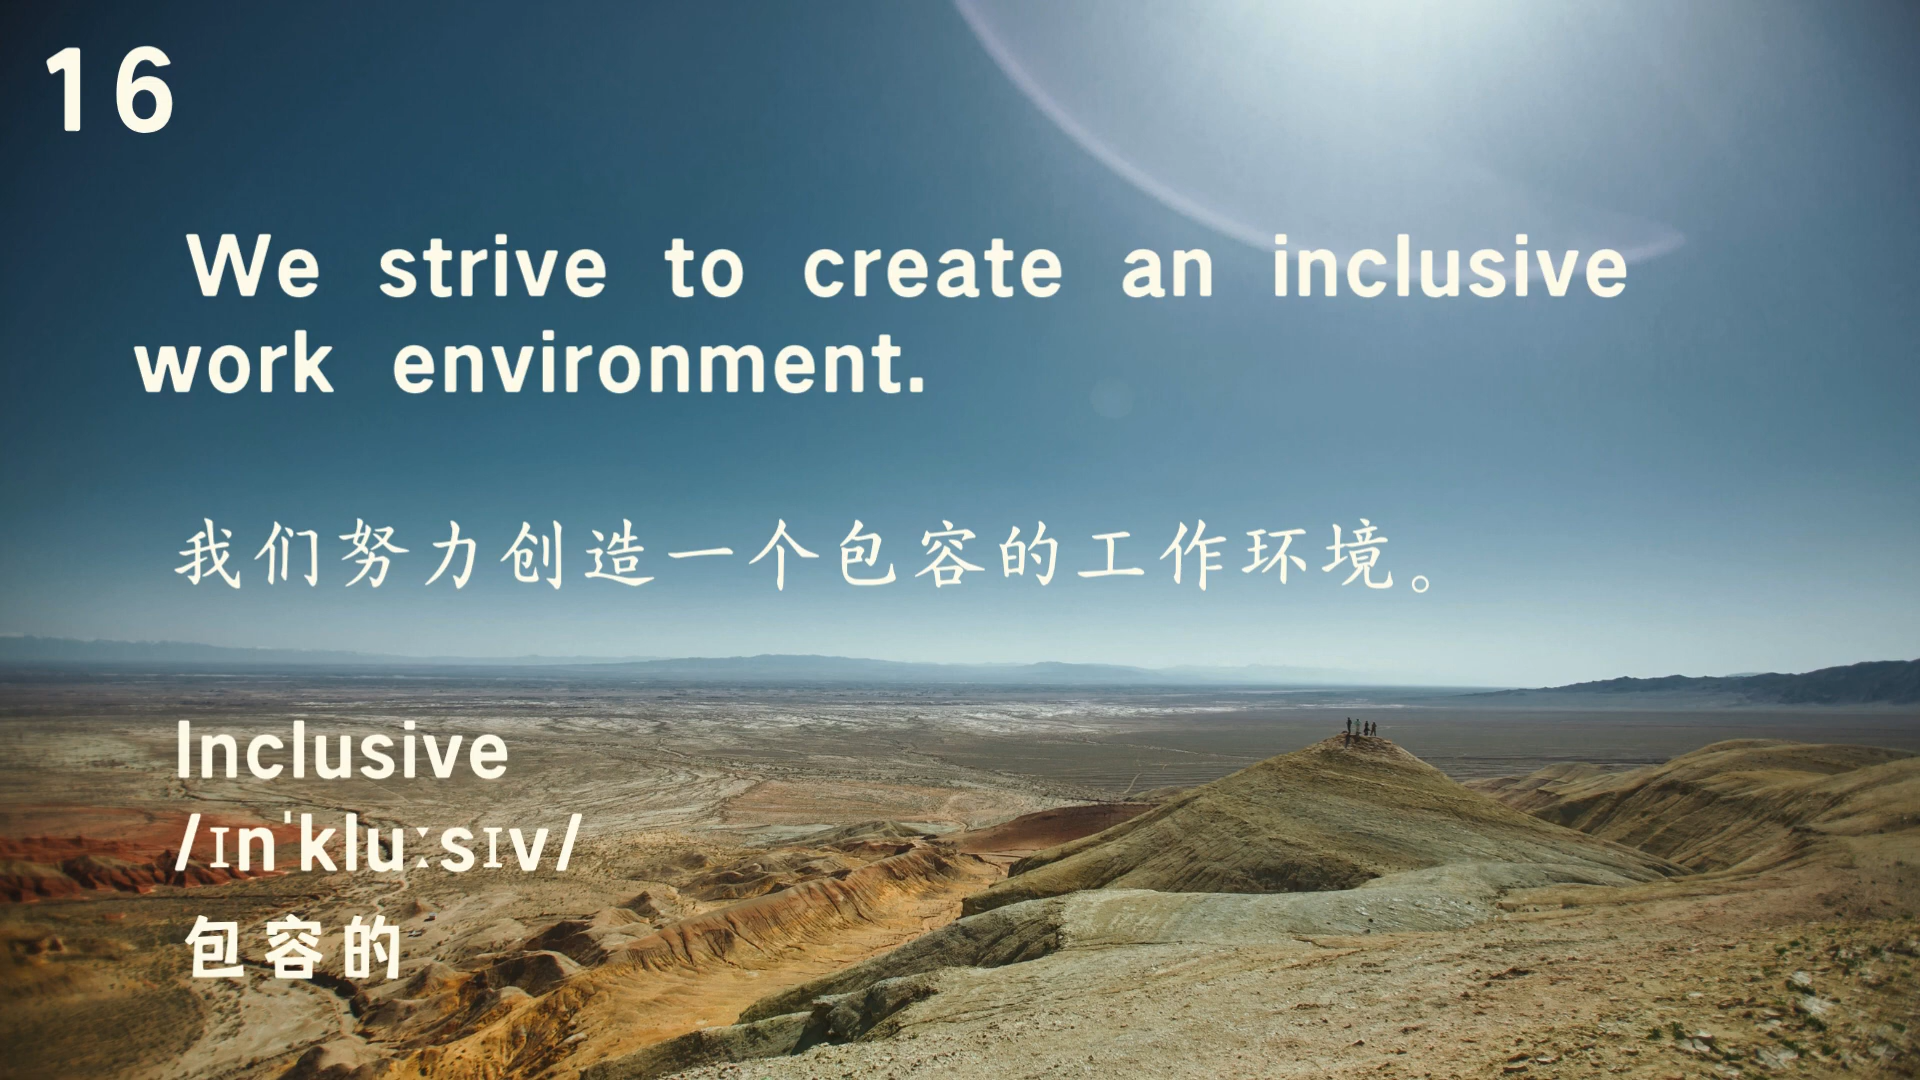 16
We strive to create an inclusive
work environment.
我们努力创造一个包容的工作环境。
Inclusive
/ɪnˈkluːsɪv/
包容的